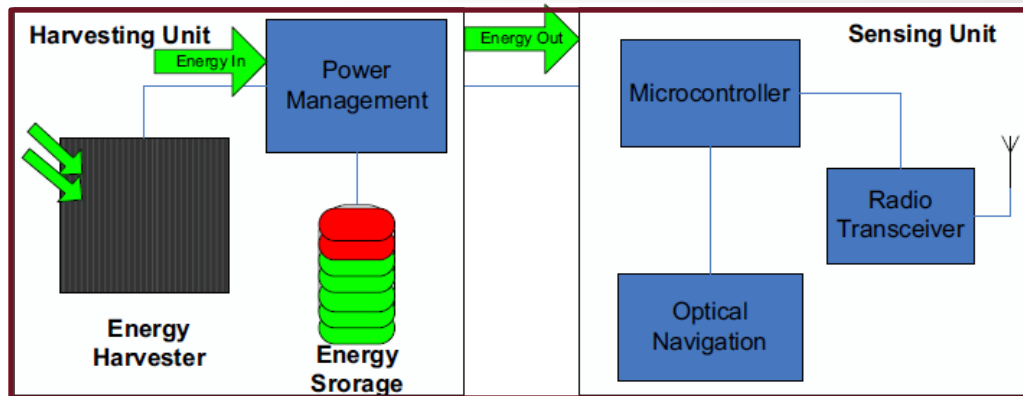 Harvesting Unit
Energy In
Power
Management
Energy Out
Sensing Unit
Microcontroller
Radio
Transceiver
Optical
Navigation
Energy
Harvester
Energy
Srorage